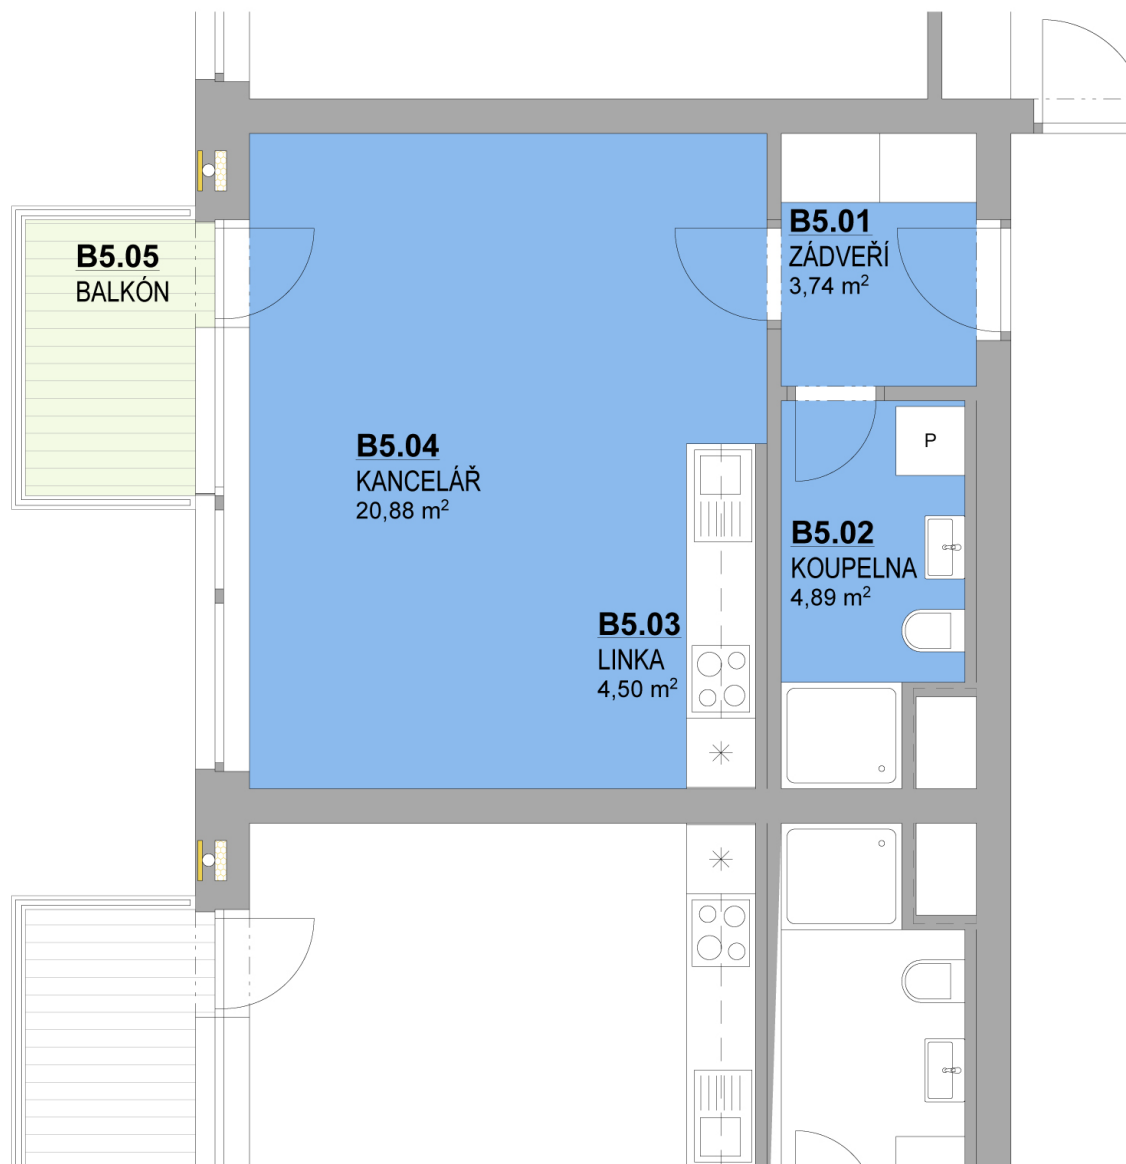 B5.01
ZÁDVEŘÍ
3,74 m²
B5.05
BALKÓN
B5.04
KANCELÁŘ
20,88 m²
P
B5.02
KOUPELNA
4,89 m²
B5.03
LINKA
4,50 m²